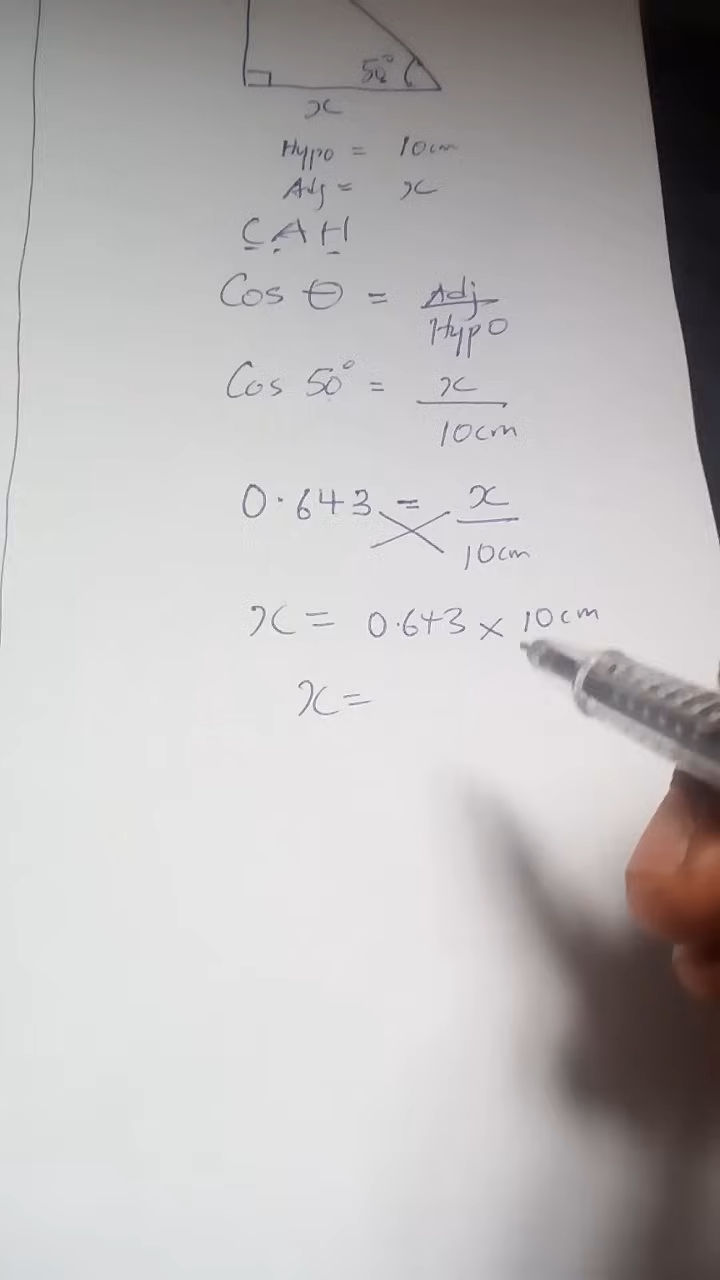 50°
x
Hypo = 10cm
Adj = x
CAH
Cos θ = Adj/Hypo
Cos 50° = x/10cm
0.643 = x/10cm
x = 0.643 × 10cm
x =